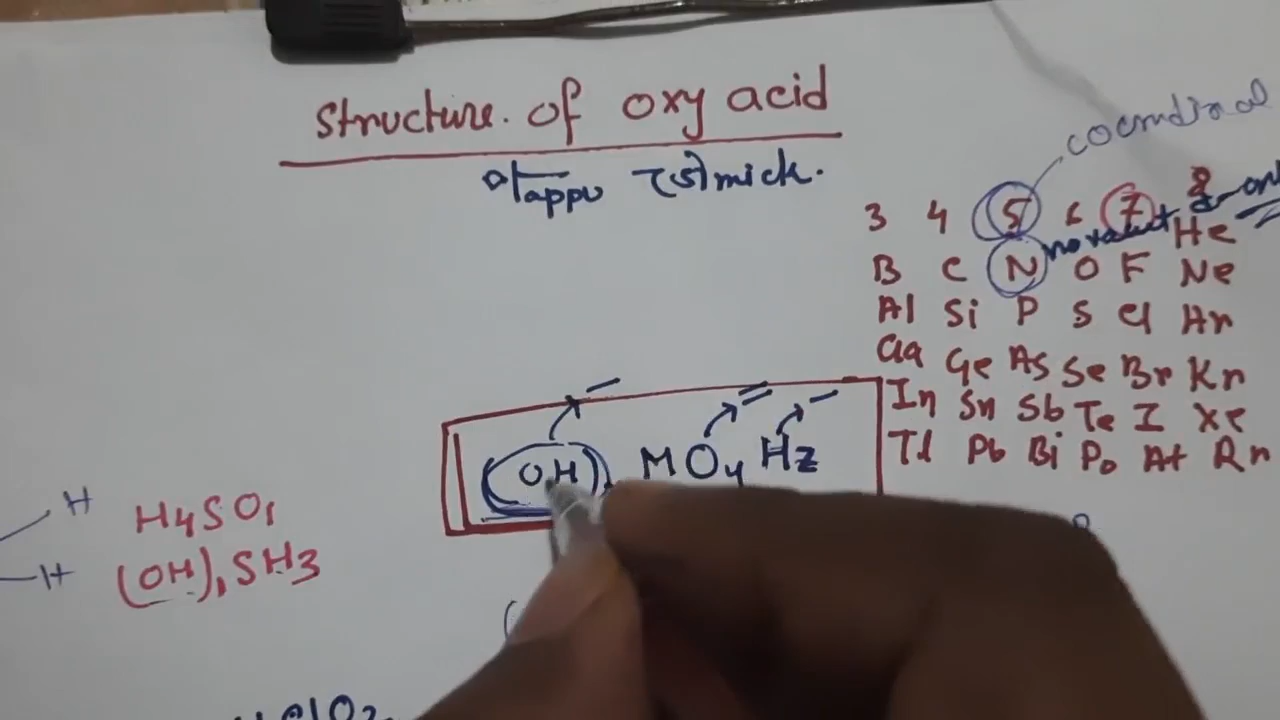 structure. of oxy acid
coordinal
3 4 5 6 7 8
He
B C N O F Ne
Al Si P S Cl Ar
Ga Ge As Se Br Kr
In Sn Sb Te I Xe
Tl Pb Bi Po At Rn
OH MOy Hz
H
H4SO1
H
(OH)1SH3